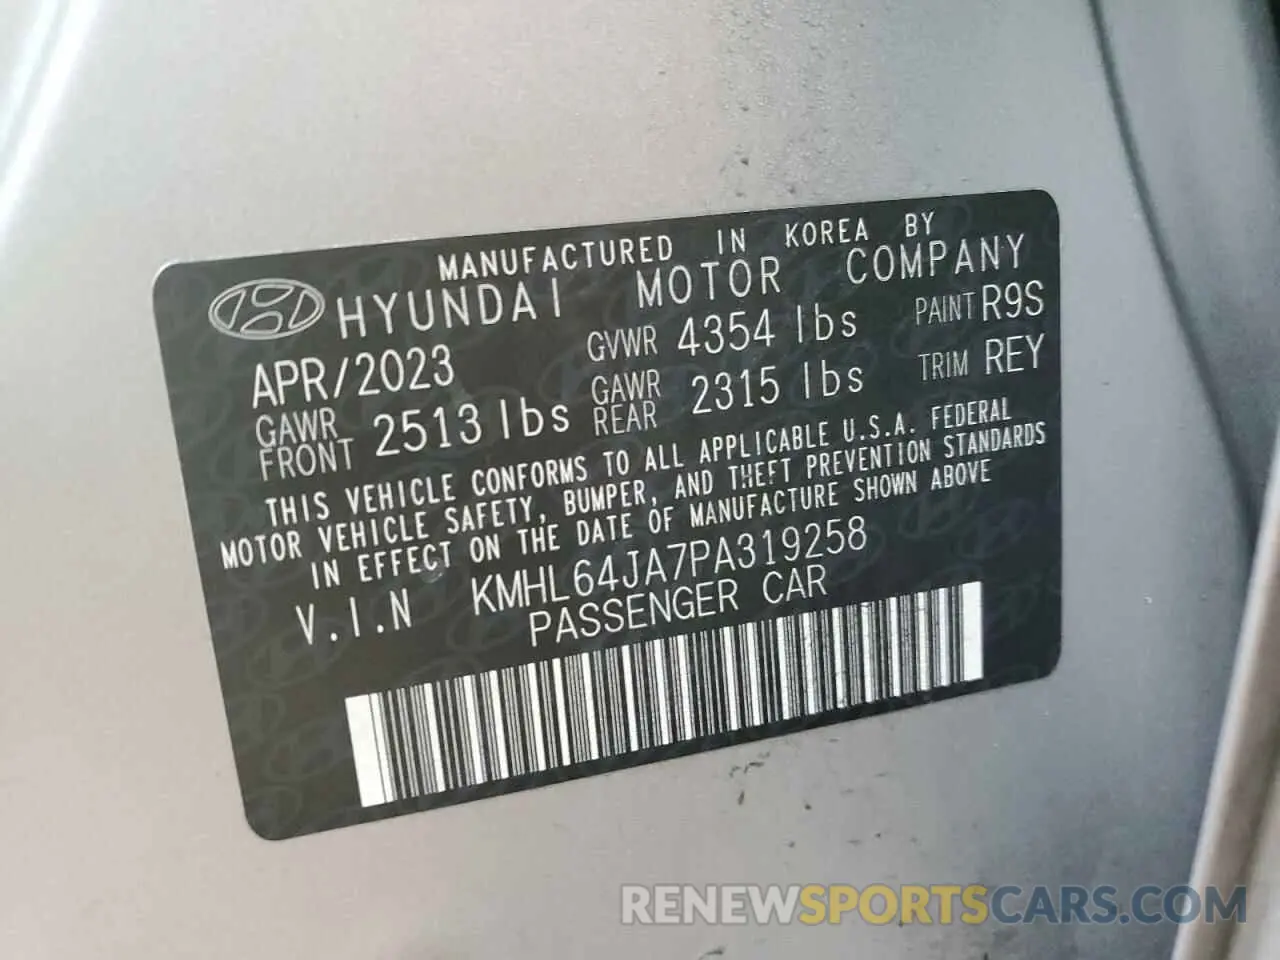 MANUFACTURED IN KOREA BY
HYUNDAI MOTOR COMPANY
APR/2023 GVWR 4354 lbs PAINT R9S
GAWR FRONT 2513 lbs GAWR REAR 2315 lbs TRIM REY
THIS VEHICLE CONFORMS TO ALL APPLICABLE U.S.A. FEDERAL
MOTOR VEHICLE SAFETY, BUMPER, AND THEFT PREVENTION STANDARDS
IN EFFECT ON THE DATE OF MANUFACTURE SHOWN ABOVE
V.I.N KMHL64JA7PA319258
PASSENGER CAR
RENEWSPORTSCARS.COM